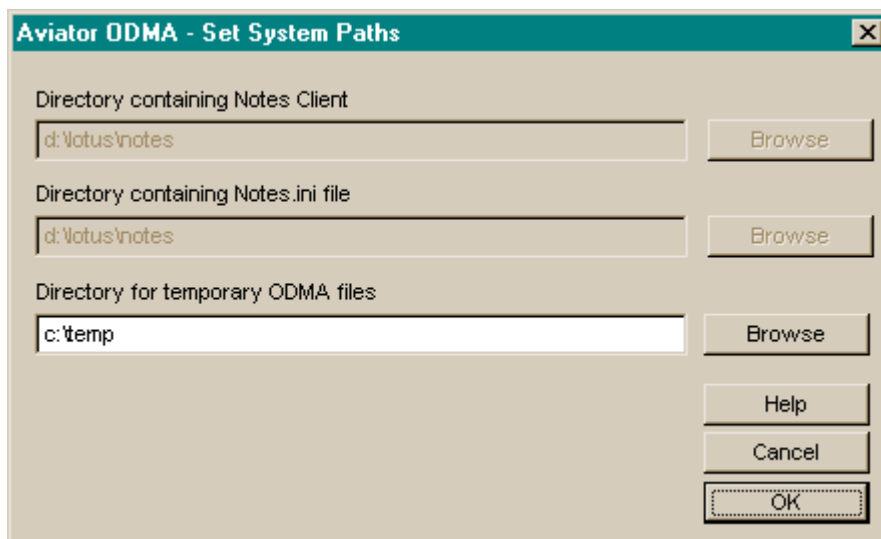 Aviator ODMA - Set System Paths
Directory containing Notes Client
d:\lotus\notes
Browse
Directory containing Notes.ini file
d:\lotus\notes
Browse
Directory for temporary ODMA files
c:\temp
Browse
Help
Cancel
OK